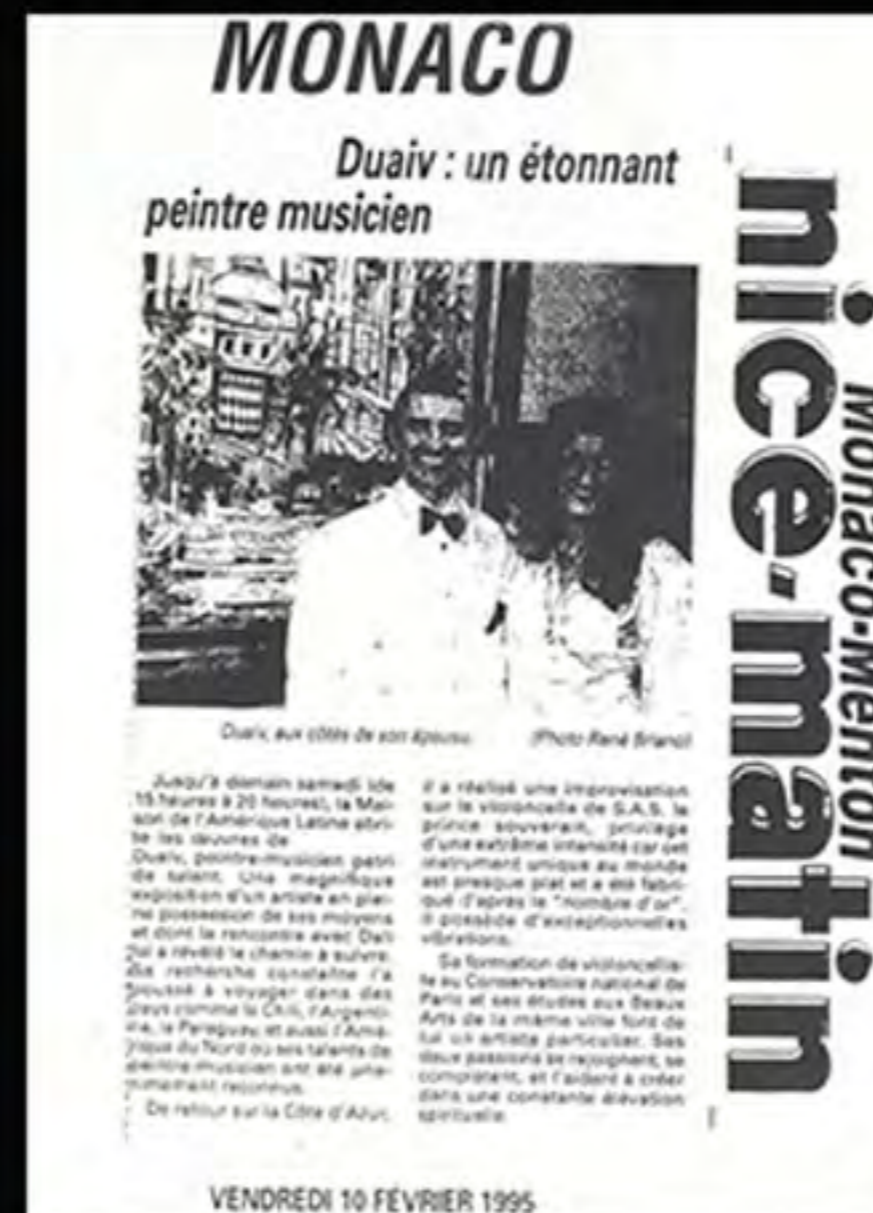 MONACO
Duaiv : un étonnant
peintre musicien
nice-matin
Monaco-Menton
Duaiv, aux côtés de son épouse. (Photo René Briano)
Jusqu'à demain samedi (de
15 heures à 20 heures), la Mai-
son de l'Amérique Latine abri-
te les œuvres de
Duaiv, peintre-musicien pétri
de talent. Une magnifique
exposition d'un artiste en plei-
ne possession de ses moyens
et dont la rencontre avec Dali
lui a révélé le chemin à suivre.
Sa recherche constante l'a
poussé à voyager dans des
pays comme le Chili, l'Argenti-
ne, le Paraguay, et aussi l'Amé-
rique du Nord où ses talents de
peintre-musicien ont été una-
nimement reconnus.
De retour sur la Côte d'Azur,
il a réalisé une improvisation
sur le violoncelle de S.A.S. le
prince souverain, privilège
d'une extrême intensité car cet
instrument unique au monde
est presque plat et a été fabri-
qué d'après le "nombre d'or".
Il possède d'exceptionnelles
vibrations.
Sa formation de violoncellis-
te au Conservatoire national de
Paris et ses études aux Beaux
Arts de la même ville font de
lui un artiste particulier. Ses
deux passions se rejoignent, se
complètent, et l'aident à créer
dans une constante élévation
spirituelle.
VENDREDI 10 FÉVRIER 1995